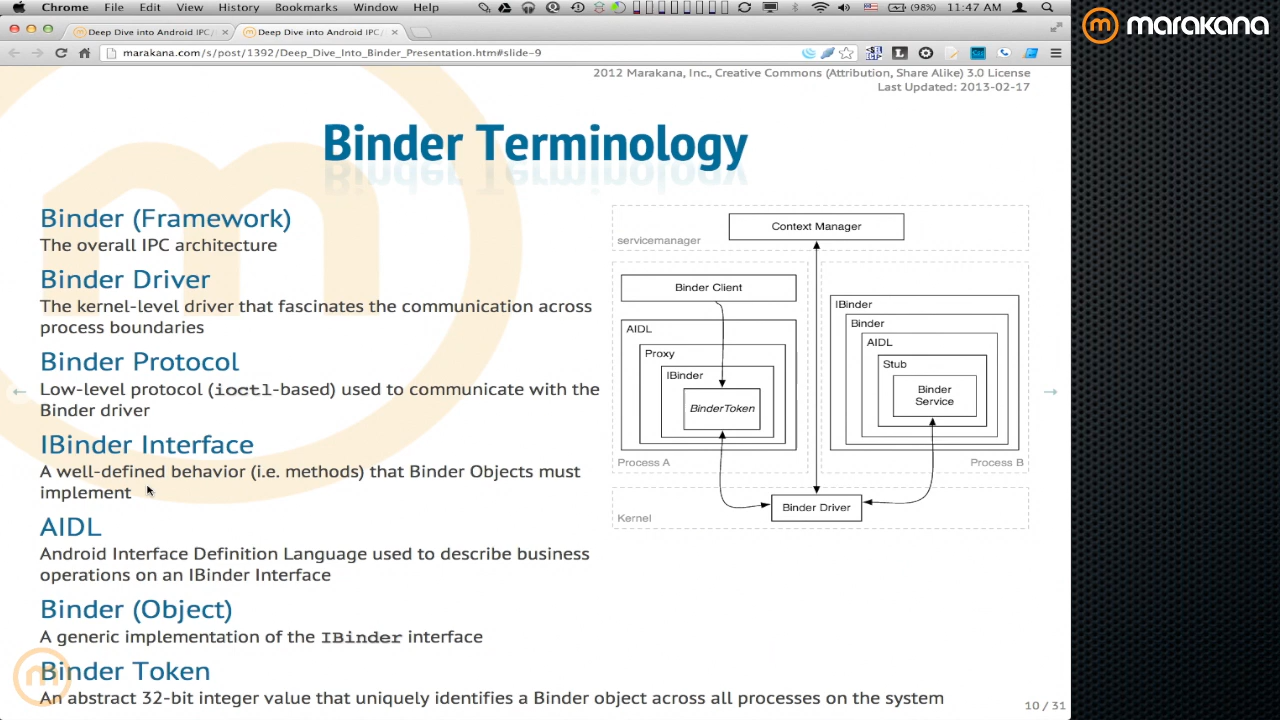 Chrome File Edit View History Bookmarks Window Help (98%) 11:47 AM
Deep Dive into Android IPC/ Deep Dive into Android IPC/
marakana.com/s/post/1392/Deep_Dive_Into_Binder_Presentation.htm#slide-9
marakana
2012 Marakana, Inc., Creative Commons (Attribution, Share Alike) 3.0 License
Last Updated: 2013-02-17
Binder Terminology
Binder (Framework)
The overall IPC architecture
Binder Driver
The kernel-level driver that fascinates the communication across
process boundaries
Binder Protocol
Low-level protocol (ioctl-based) used to communicate with the
Binder driver
IBinder Interface
A well-defined behavior (i.e. methods) that Binder Objects must
implement
AIDL
Android Interface Definition Language used to describe business
operations on an IBinder Interface
Binder (Object)
A generic implementation of the IBinder interface
Binder Token
An abstract 32-bit integer value that uniquely identifies a Binder object across all processes on the system
Context Manager
servicemanager
Binder Client
AIDL
Proxy
IBinder
BinderToken
Process A
IBinder
Binder
AIDL
Stub
Binder
Service
Process B
Binder Driver
Kernel
10 / 31